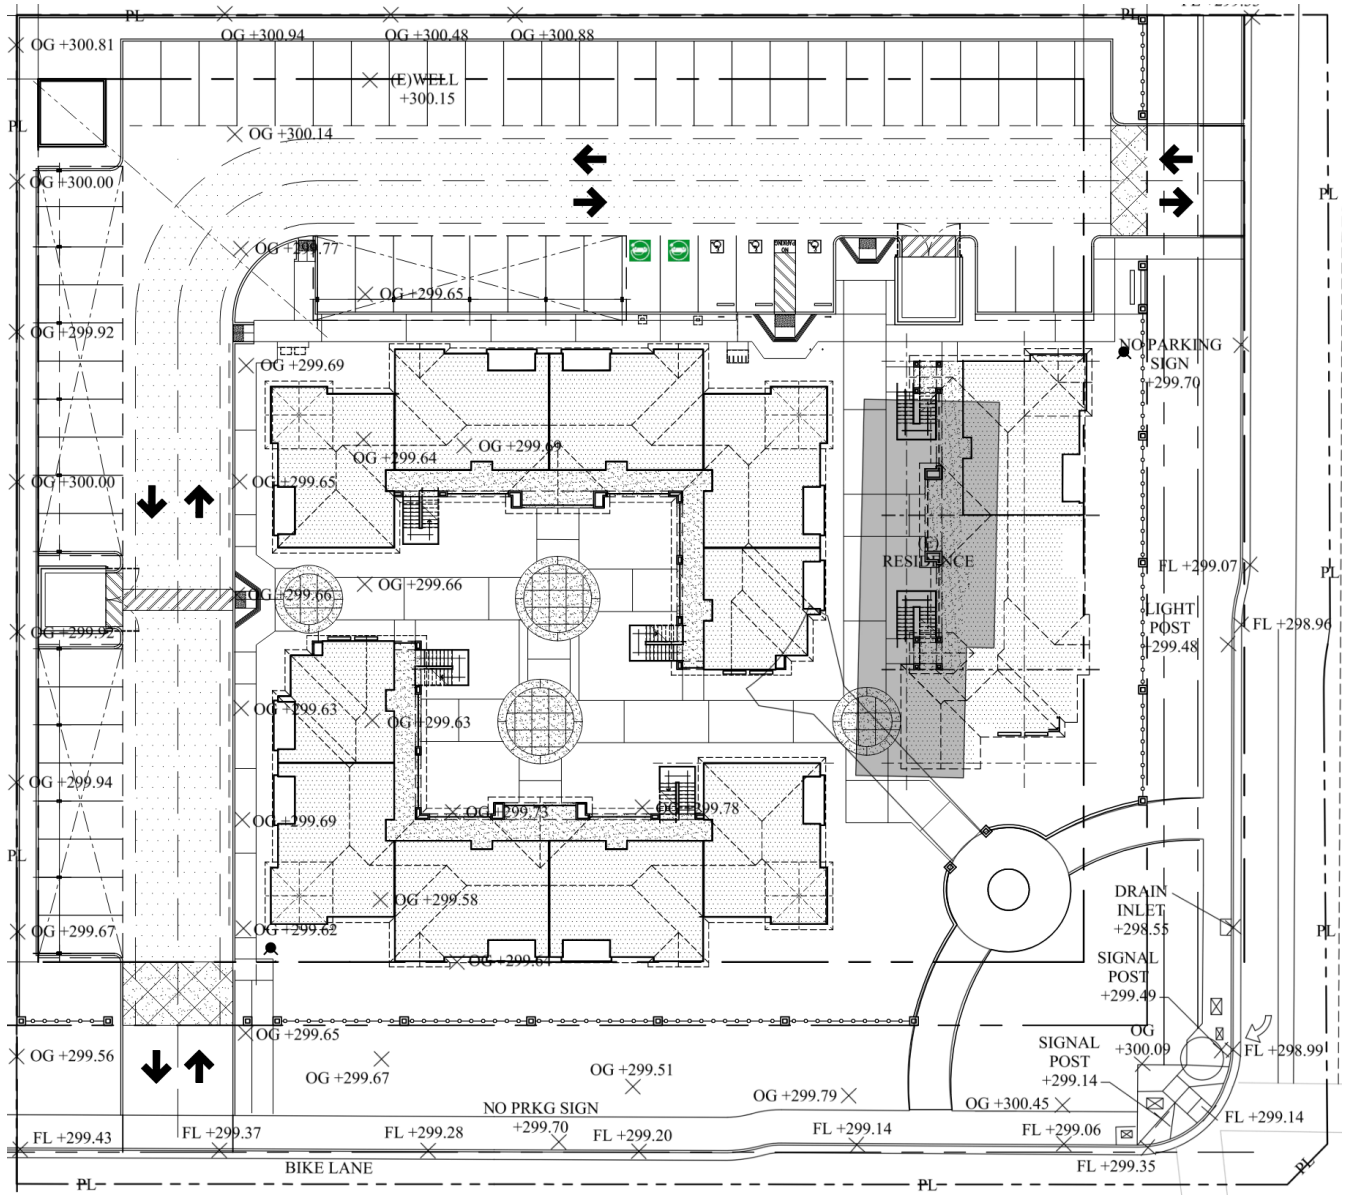 PL
PL
OG +300.81
OG +300.94
OG +300.48
OG +300.88
(E)WELL
+300.15
PL
OG +300.14
OG +300.00
PL
OG +299.77
NO
OG +299.65
OG +299.92
NO PARKING
SIGN
+299.70
OG +299.69
OG +299.64
OG +299.69
OG +300.00
OG +299.65
(E)
RESIDENCE
FL +299.07
PL
OG +299.66
OG +299.66
LIGHT
POST
+299.48
FL +298.96
OG +299.92
OG +299.63
OG +299.63
OG +299.94
OG +299.73
OG +299.78
OG +299.69
PL
DRAIN
INLET
+298.55
OG +299.58
OG +299.67
OG +299.62
PL
SIGNAL
POST
+299.49
OG +299.65
OG
+300.09
OG +299.56
OG +299.67
OG +299.51
SIGNAL
POST
+299.14
FL +298.99
OG +299.79
OG +300.45
NO PRKG SIGN
+299.70
FL +299.14
FL +299.43
FL +299.37
FL +299.28
FL +299.20
FL +299.14
FL +299.06
FL +299.35
BIKE LANE
PL
PL
PL